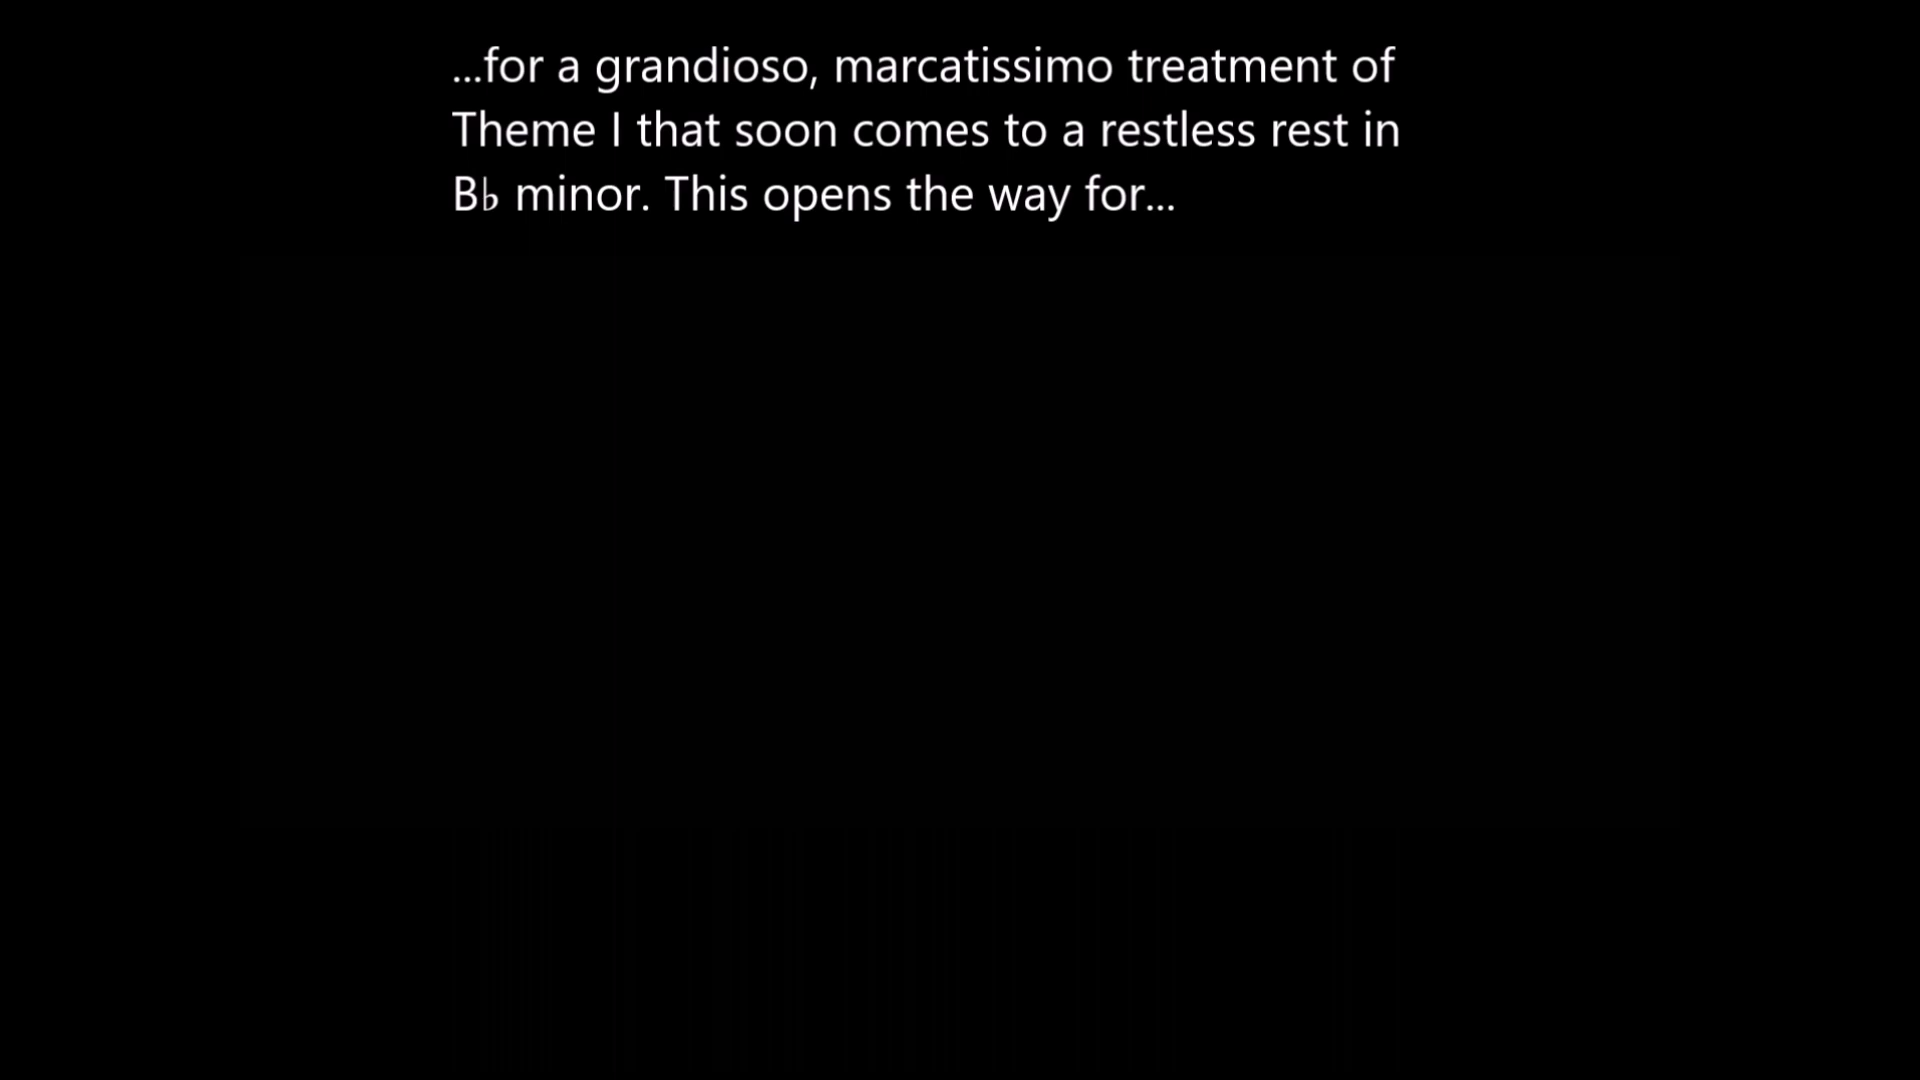 ...for a grandioso, marcatissimo treatment of
Theme I that soon comes to a restless rest in
B♭ minor. This opens the way for...